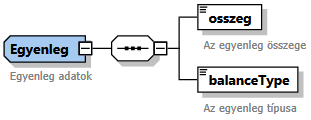 osszeg
Az egyenleg összege
Egyenleg
Egyenleg adatok
balanceType
Az egyenleg típusa